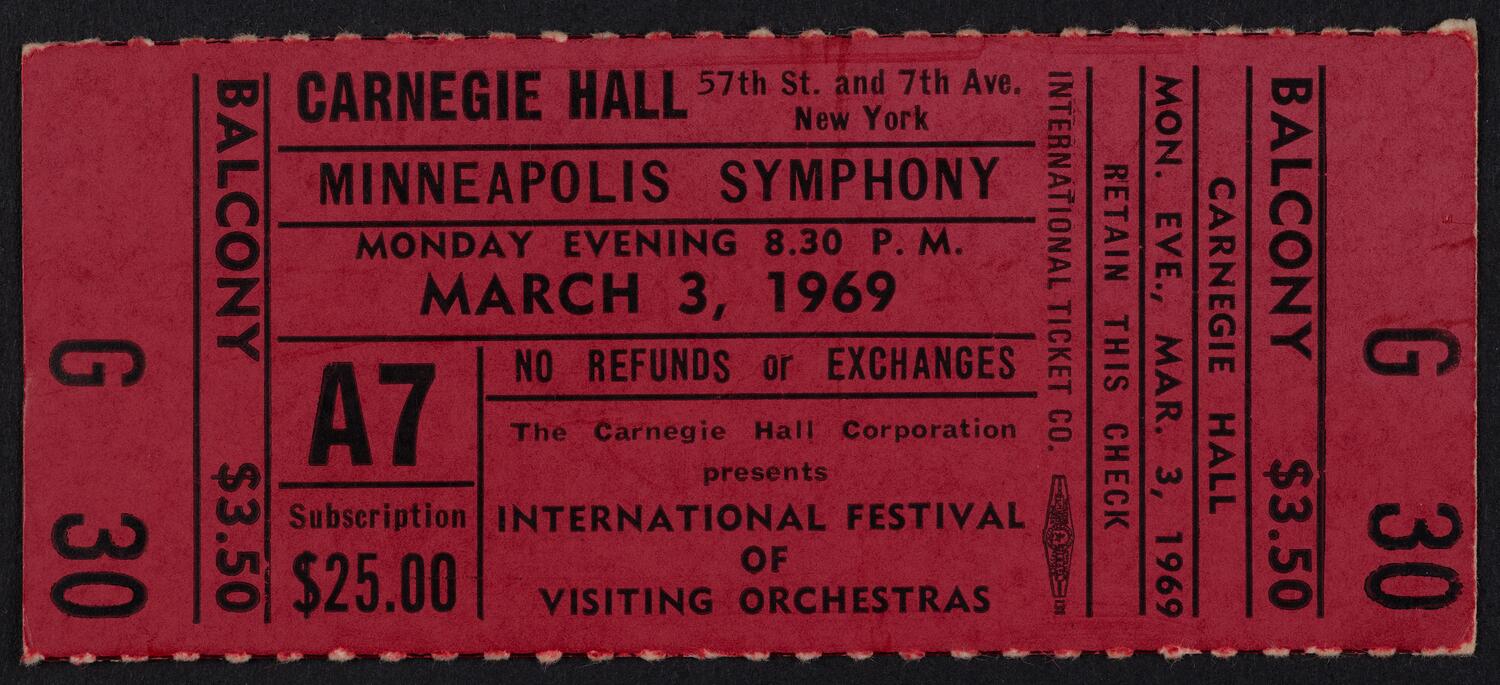 G 30
BALCONY $3.50
CARNEGIE HALL
57th St. and 7th Ave.
New York
MINNEAPOLIS SYMPHONY
MONDAY EVENING 8.30 P. M.
MARCH 3, 1969
A7
Subscription
$25.00
NO REFUNDS or EXCHANGES
The Carnegie Hall Corporation
presents
INTERNATIONAL FESTIVAL
OF
VISITING ORCHESTRAS
INTERNATIONAL TICKET CO.
RETAIN THIS CHECK
MON. EVE., MAR. 3, 1969
CARNEGIE HALL
BALCONY $3.50
G 30